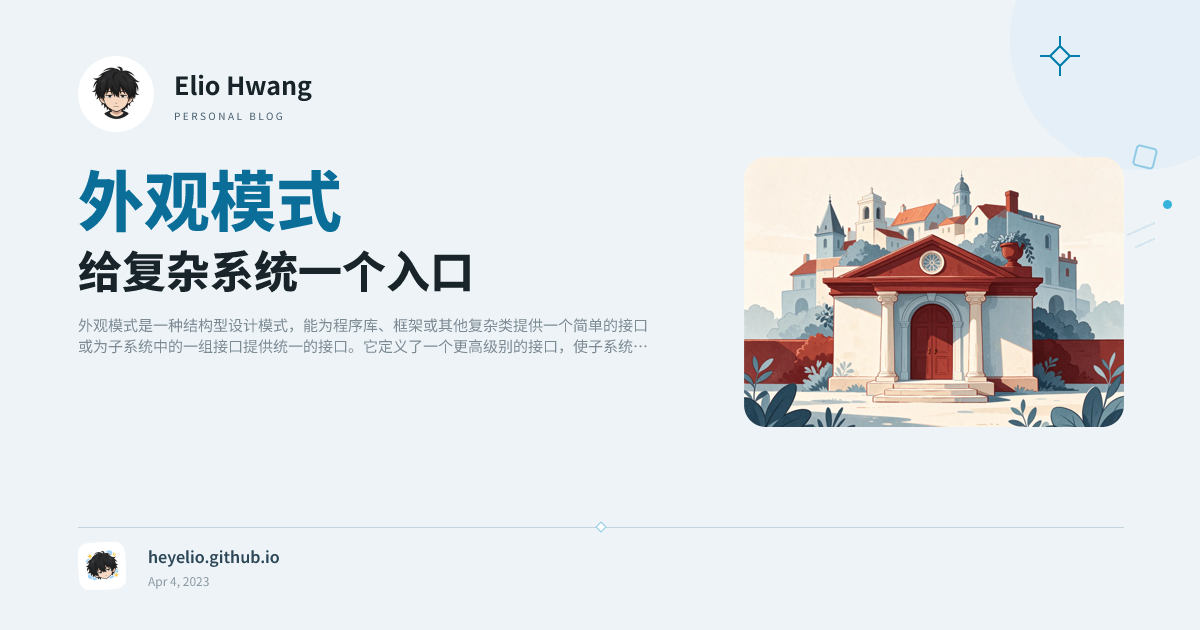 Elio Hwang
PERSONAL BLOG
外观模式
给复杂系统一个入口
外观模式是一种结构型设计模式，能为程序库、框架或其他复杂类提供一个简单的接口
或为子系统中的一组接口提供统一的接口。它定义了一个更高级别的接口，使子系统…
heyelio.github.io
Apr 4, 2023